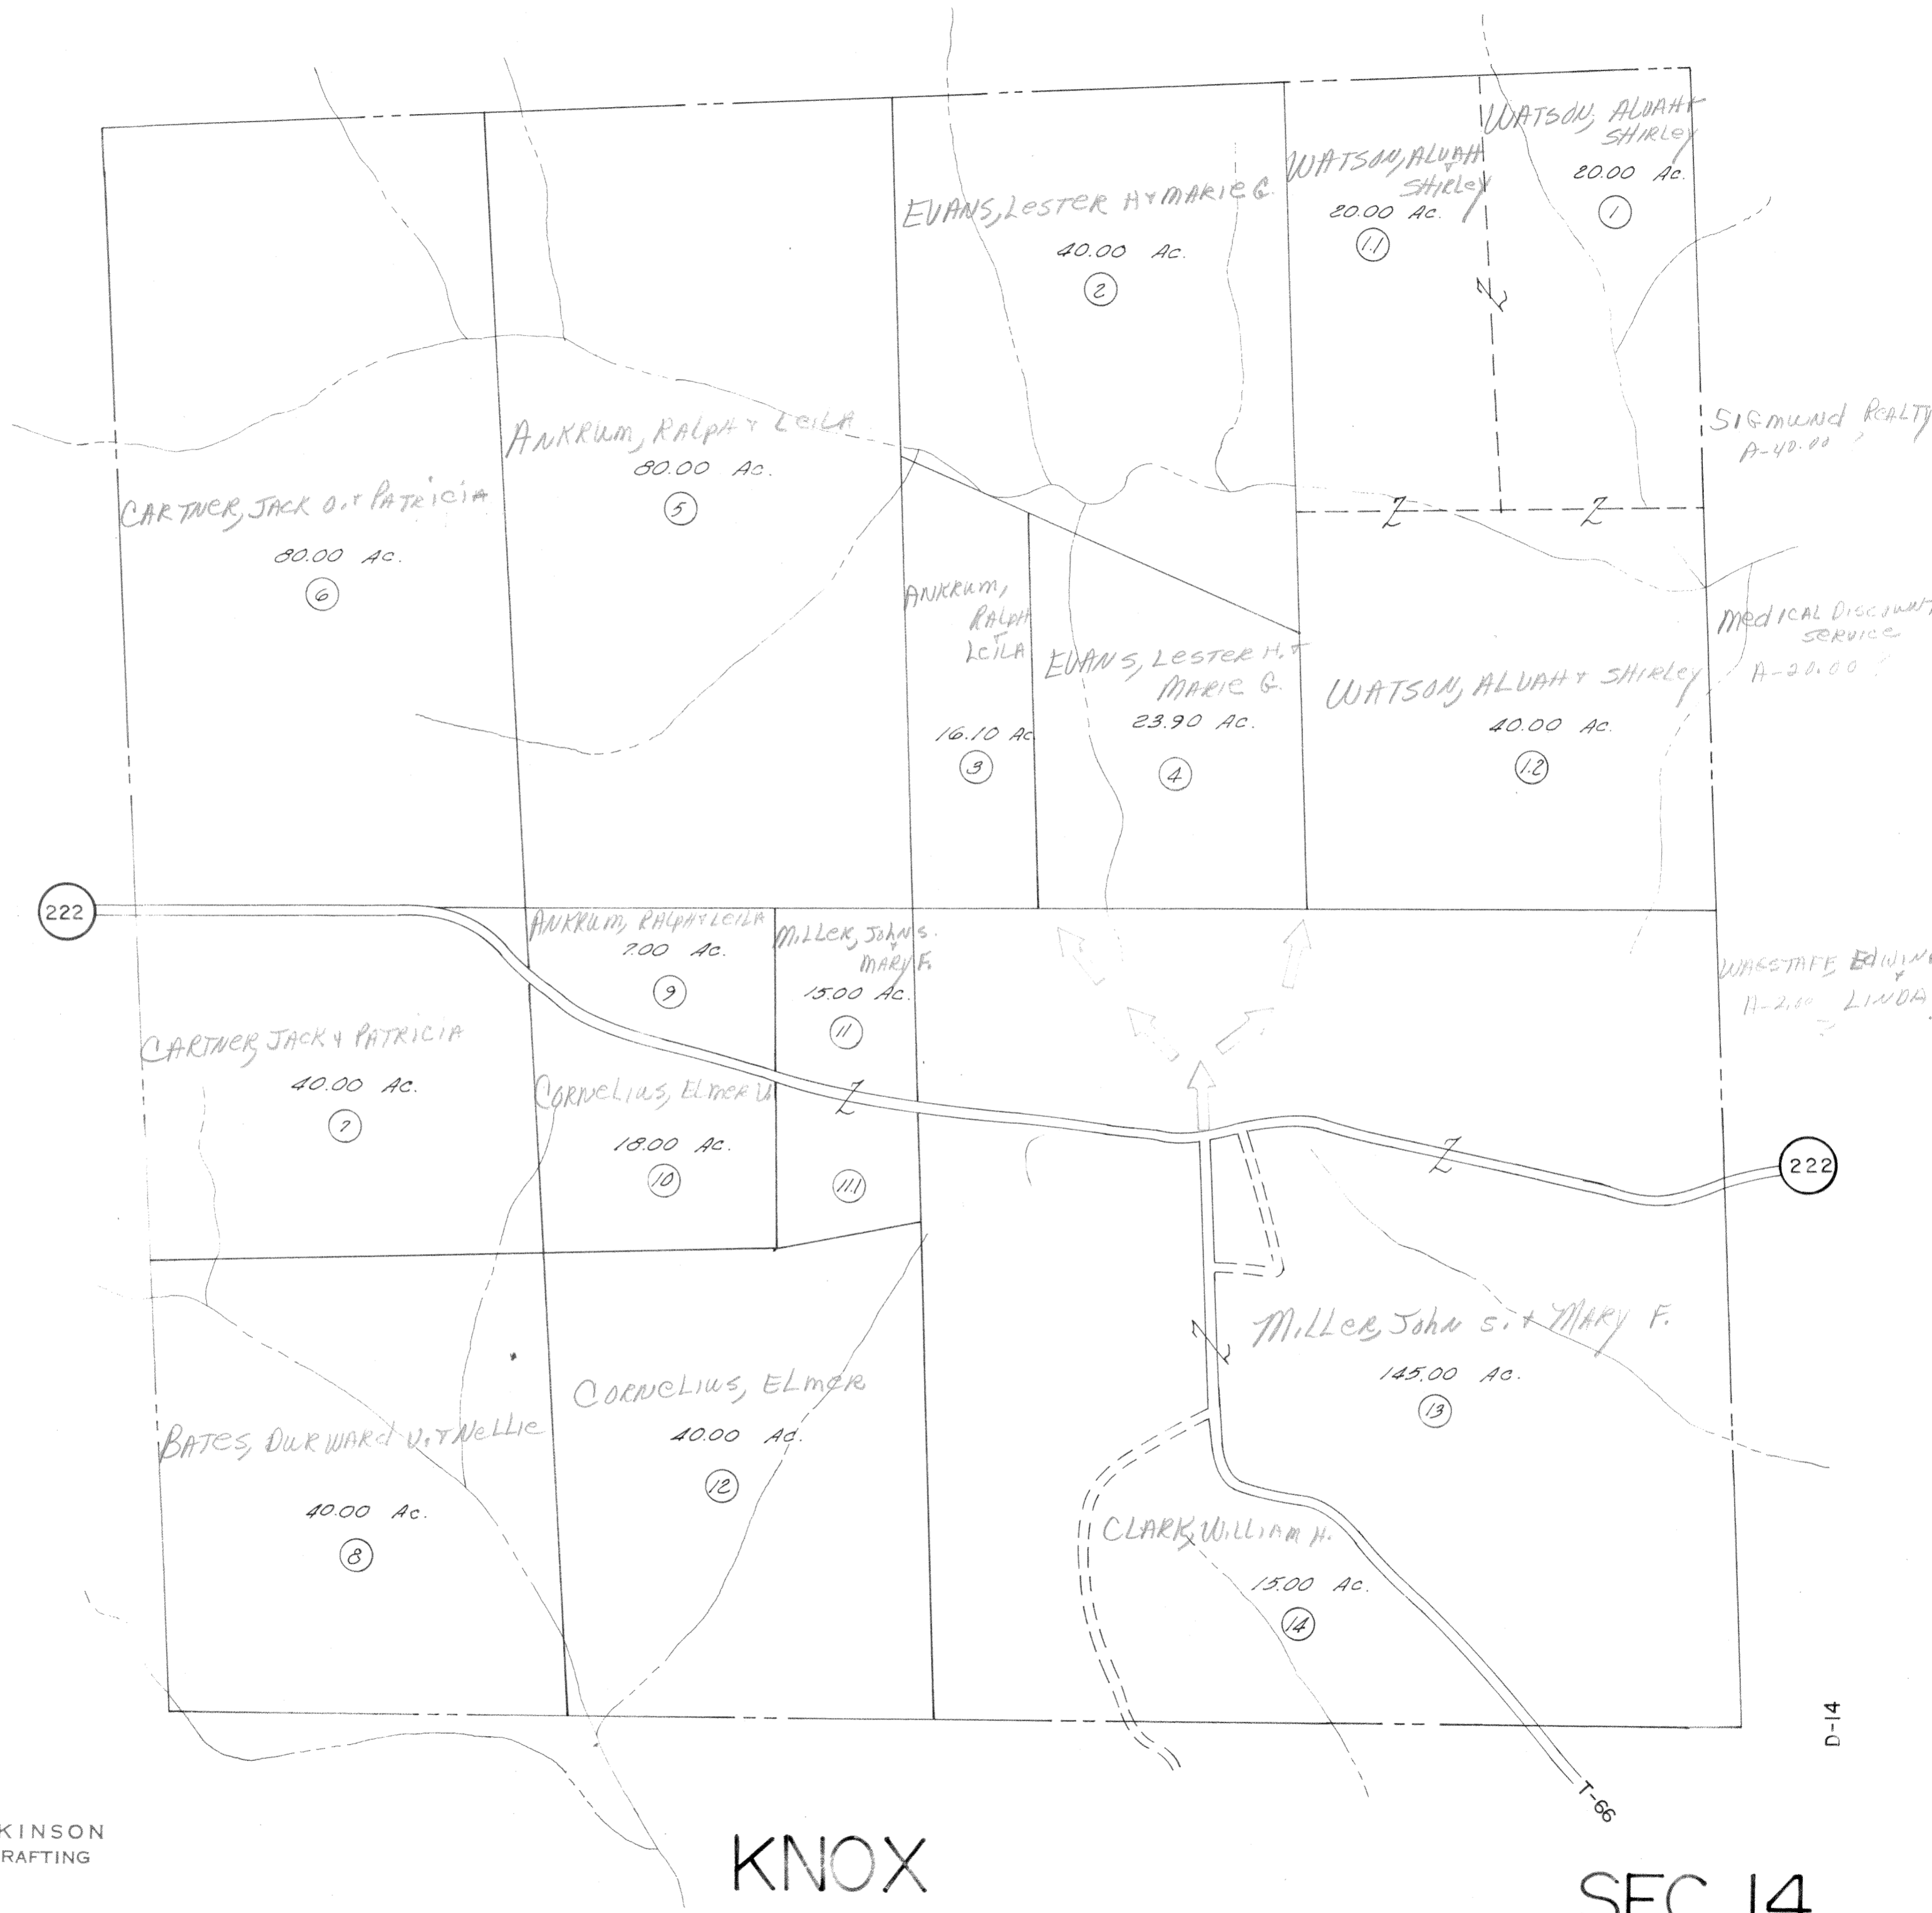 WATSON, ALVAH &
SHIRLEY
20.00 Ac.
1
WATSON, ALVAH
&
SHIRLEY
20.00 Ac.
1.1
Z
EVANS, LESTER H & MARIE G.
40.00 Ac.
2
ANKRUM, RALPH & LEILA
80.00 Ac.
5
CARTNER, JACK O. & PATRICIA
80.00 Ac.
6
SIGMUND REALTY
A-40.00
Z
Z
ANKRUM,
RALPH
&
LEILA
16.10 Ac
3
EVANS, LESTER H. &
MARIE G.
23.90 Ac.
4
WATSON, ALVAH & SHIRLEY
40.00 Ac.
1.2
MEDICAL DISCOUNT
SERVICE
A-20.00
222
ANKRUM, RALPH & LEILA
7.00 Ac.
9
MILLER, JOHN S.
&
MARY F.
15.00 Ac.
11
WAGSTAFF, EDWIN
&
A-2.00 LINDA
CARTNER, JACK & PATRICIA
40.00 Ac.
7
CORNELIUS, ELMER V.
18.00 Ac.
10
Z
11.1
Z
222
Z
MILLER, JOHN S. & MARY F.
145.00 Ac.
13
CORNELIUS, ELMER
40.00 Ac.
12
BATES, DURWARD V. & NELLIE
40.00 Ac.
8
CLARK, WILLIAM H.
15.00 Ac.
14
D-14
T-66
KINSON
RAFTING
KNOX
SEC 14